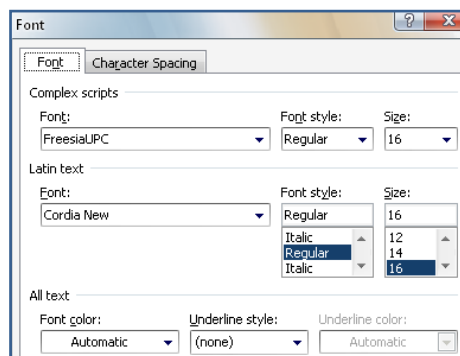 Font
Font Character Spacing
Complex scripts
Font: Font style: Size:
FreesiaUPC Regular 16
Latin text
Font: Font style: Size:
Cordia New Regular 16
Italic 12
Regular 14
Italic 16
All text
Font color: Underline style: Underline color:
Automatic (none) Automatic